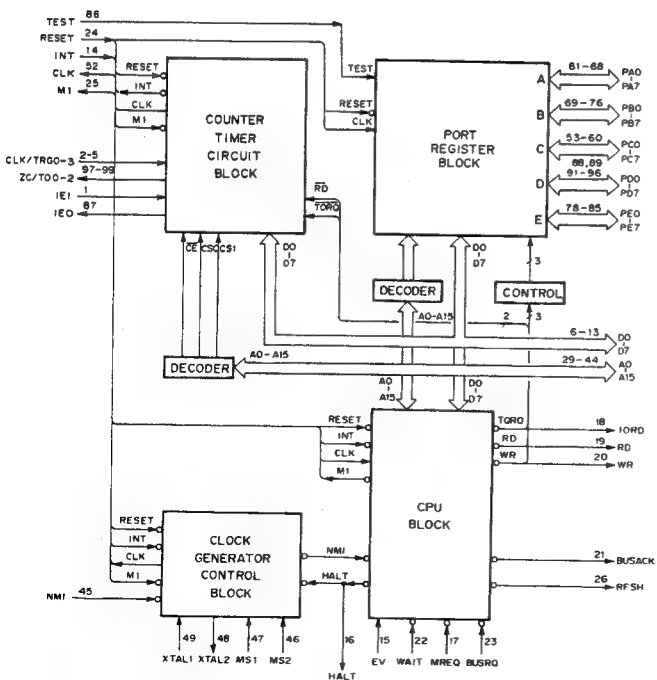 TEST 86
RESET 24
INT 14
CLK 52
M1 25
RESET
INT
CLK
M1
COUNTER
TIMER
CIRCUIT
BLOCK
CLK/TRG0-3 2-5
ZC/TO0-2 97-99
IEI 1
IEO 87
RD
TORQ
CE CS0 CS1
D0
D7
TEST
RESET
CLK
PORT
REGISTER
BLOCK
A 61-68 PA0
PA7
B 69-76 PB0
PB7
C 53-60 PC0
PC7
88,89
D 91-96 PD0
PD7
E 78-85 PE0
PE7
D0
D7
3
DECODER
CONTROL
A0-A15 2 3
6-13 D0
D7
A0-A15
DECODER
29-44 A0
A15
A0
A15
D0
D7
RESET
INT
CLK
M1
CPU
BLOCK
TORQ 18 IORD
RD 19 RD
WR 20 WR
21 BUSACK
26 RFSH
RESET
INT
CLK
M1
NMI 45
CLOCK
GENERATOR
CONTROL
BLOCK
NMI
HALT
49 48 47 46
XTAL1 XTAL2 MS1 MS2
16
HALT
15 22 17 23
EV WAIT MREQ BUSRQ